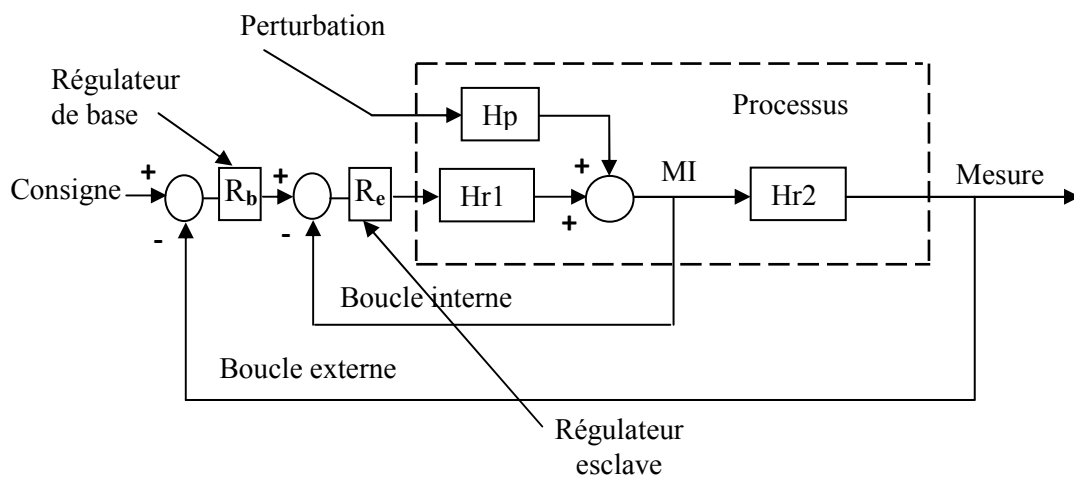 Perturbation
Régulateur
de base
Processus
Hp
+
MI
Mesure
Consigne
+
Rb
+
Re
Hr1
+
Hr2
-
-
Boucle interne
Boucle externe
Régulateur
esclave